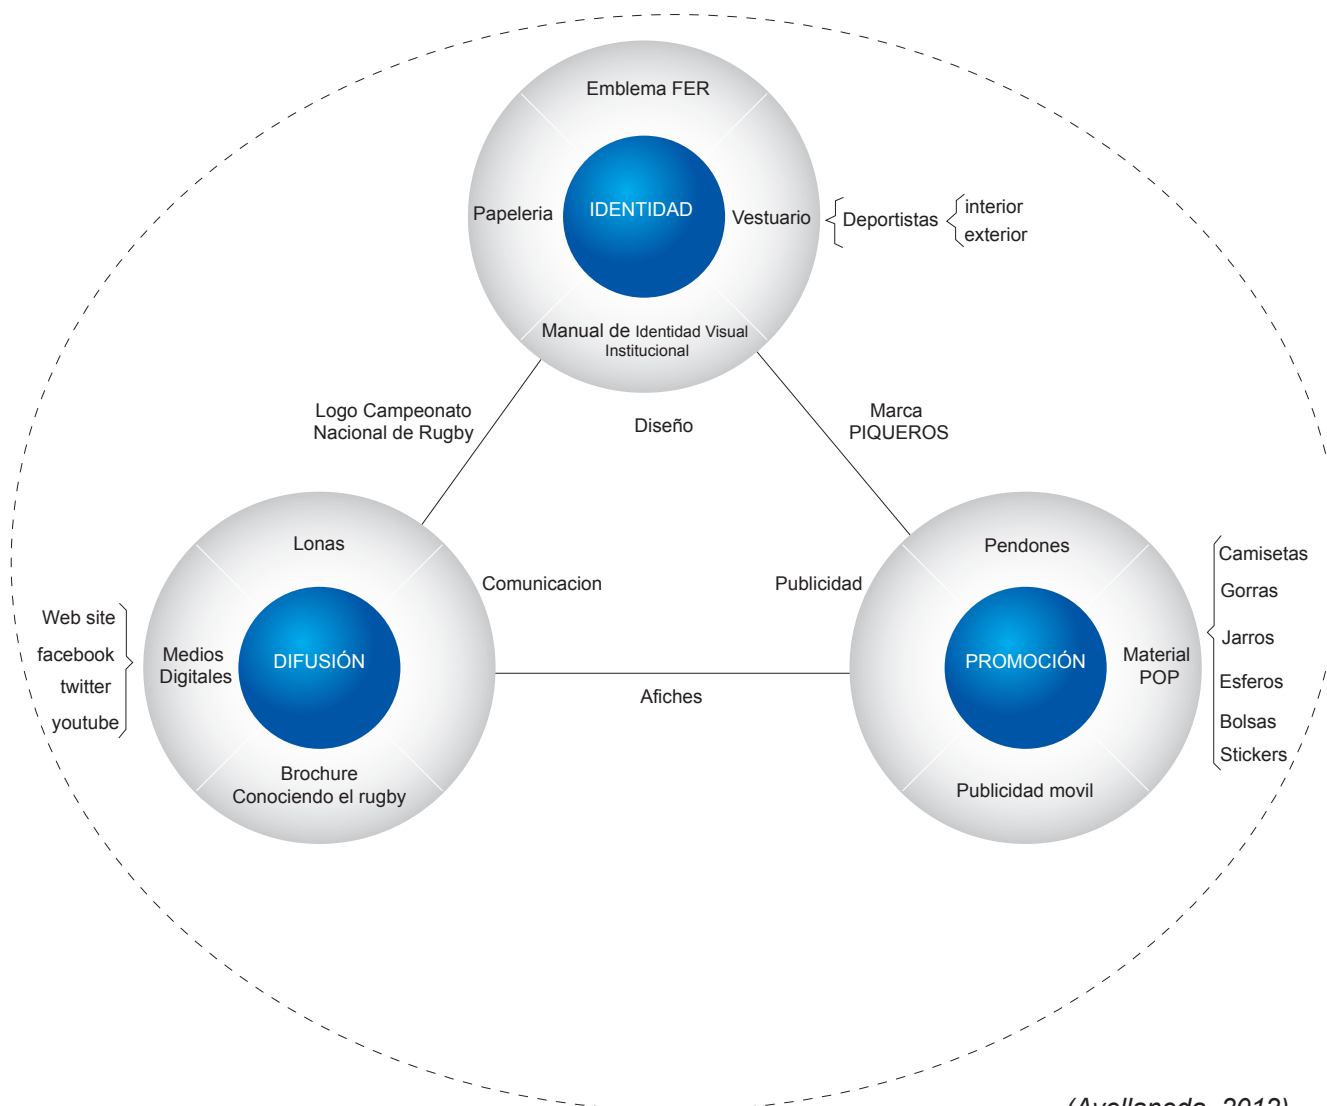 Emblema FER
Papeleria
IDENTIDAD
Vestuario
Deportistas
interior
exterior
Manual de Identidad Visual
Institucional
Logo Campeonato
Nacional de Rugby
Diseño
Marca
PIQUEROS
Lonas
Comunicacion
Publicidad
Pendones
Web site
facebook
twitter
youtube
Medios
Digitales
DIFUSIÓN
Brochure
Conociendo el rugby
Afiches
PROMOCIÓN
Material
POP
Publicidad movil
Camisetas
Gorras
Jarros
Esferos
Bolsas
Stickers
(Avellaneda, 2012)